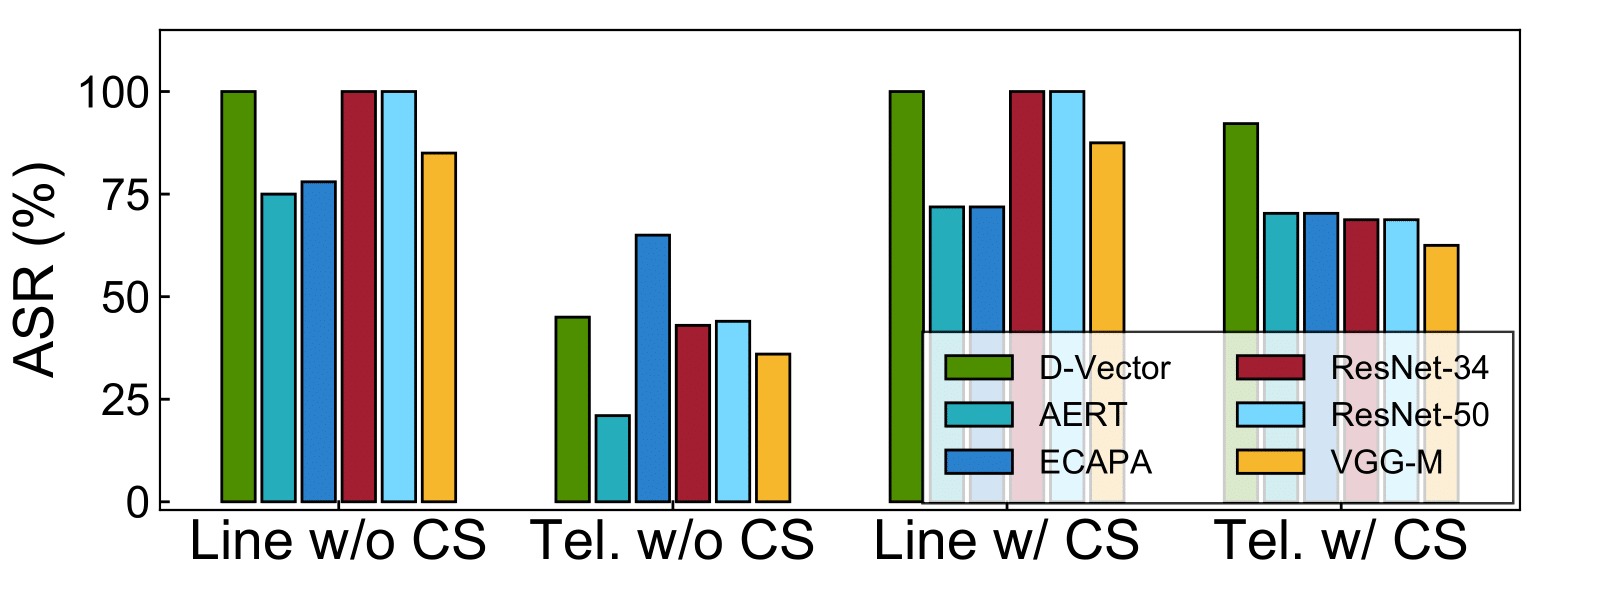 ASR (%)
100
75
50
25
0
D-Vector
AERT
ECAPA
ResNet-34
ResNet-50
VGG-M
Line w/o CS
Tel. w/o CS
Line w/ CS
Tel. w/ CS